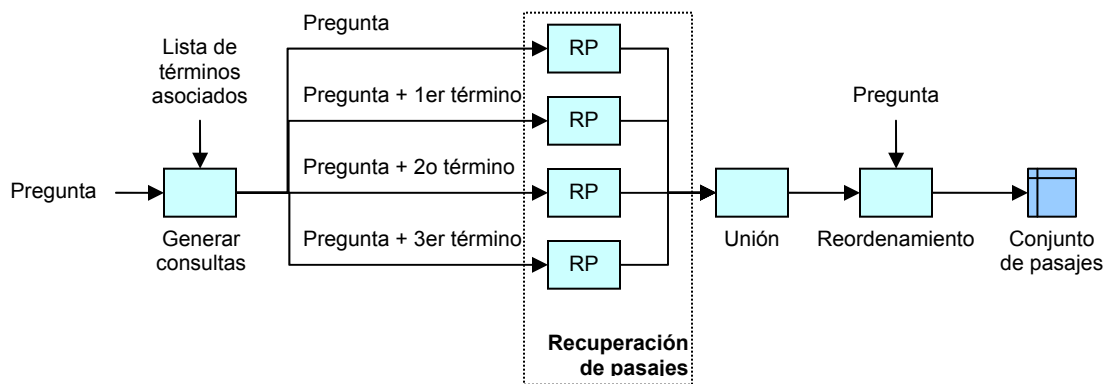 Pregunta
Lista de
términos
asociados
RP
Pregunta + 1er término
Pregunta
RP
Pregunta + 2o término
RP
Pregunta
Generar
consultas
Pregunta + 3er término
RP
Unión
Reordenamiento
Conjunto
de pasajes
Recuperación
de pasajes